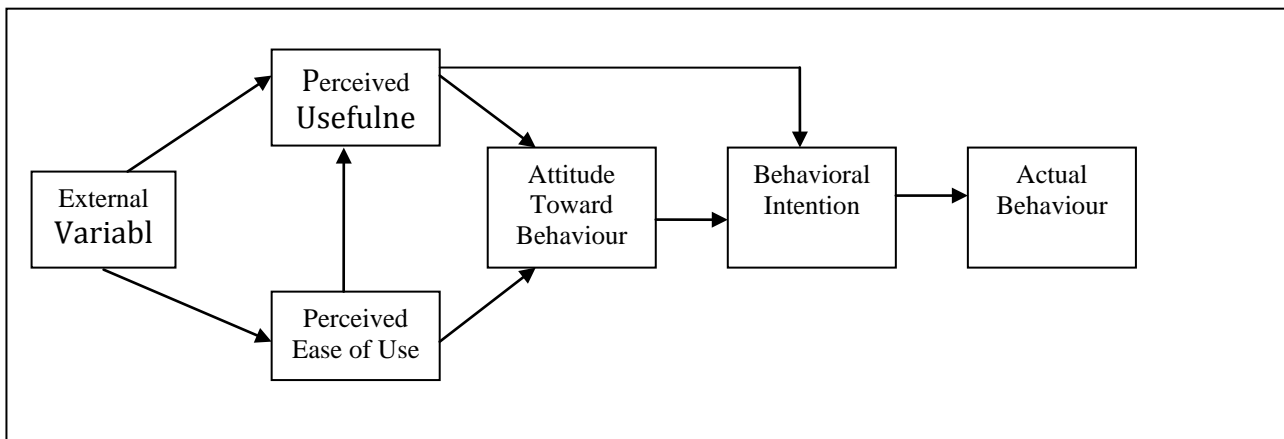 Perceived
Usefulne
External
Variabl
Perceived
Ease of Use
Attitude
Toward
Behaviour
Behavioral
Intention
Actual
Behaviour